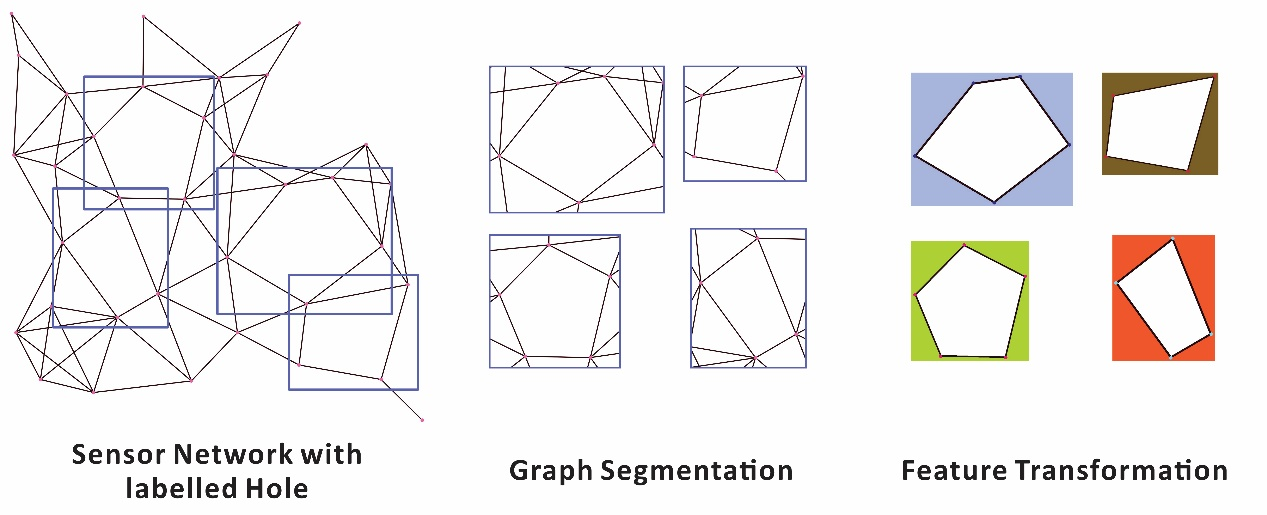 Sensor Network with
labelled Hole
Graph Segmentation
Feature Transformation